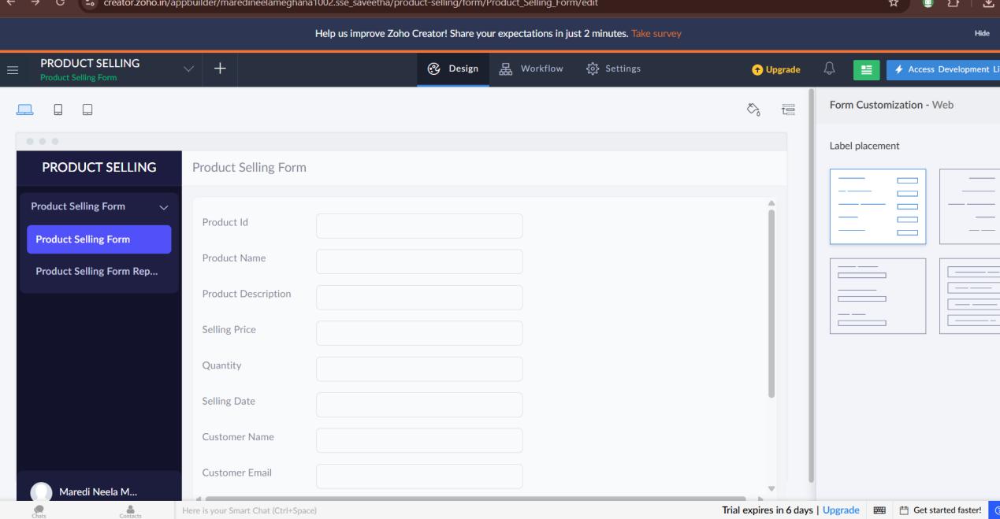 creator.zoho.in/appbuilder/maredineelameghana1002.sse_saveetha/product-selling/form/Product_Selling_Form/edit
Help us improve Zoho Creator! Share your expectations in just 2 minutes. Take survey
Hide
PRODUCT SELLING
Product Selling Form
Design
Workflow
Settings
Upgrade
Access Development Li
Form Customization - Web
Label placement
PRODUCT SELLING
Product Selling Form
Product Selling Form
Product Selling Form Rep...
Product Selling Form
Product Id
Product Name
Product Description
Selling Price
Quantity
Selling Date
Customer Name
Customer Email
Maredi Neela M...
Chats
Contacts
Here is your Smart Chat (Ctrl+Space)
Trial expires in 6 days | Upgrade
Get started faster!